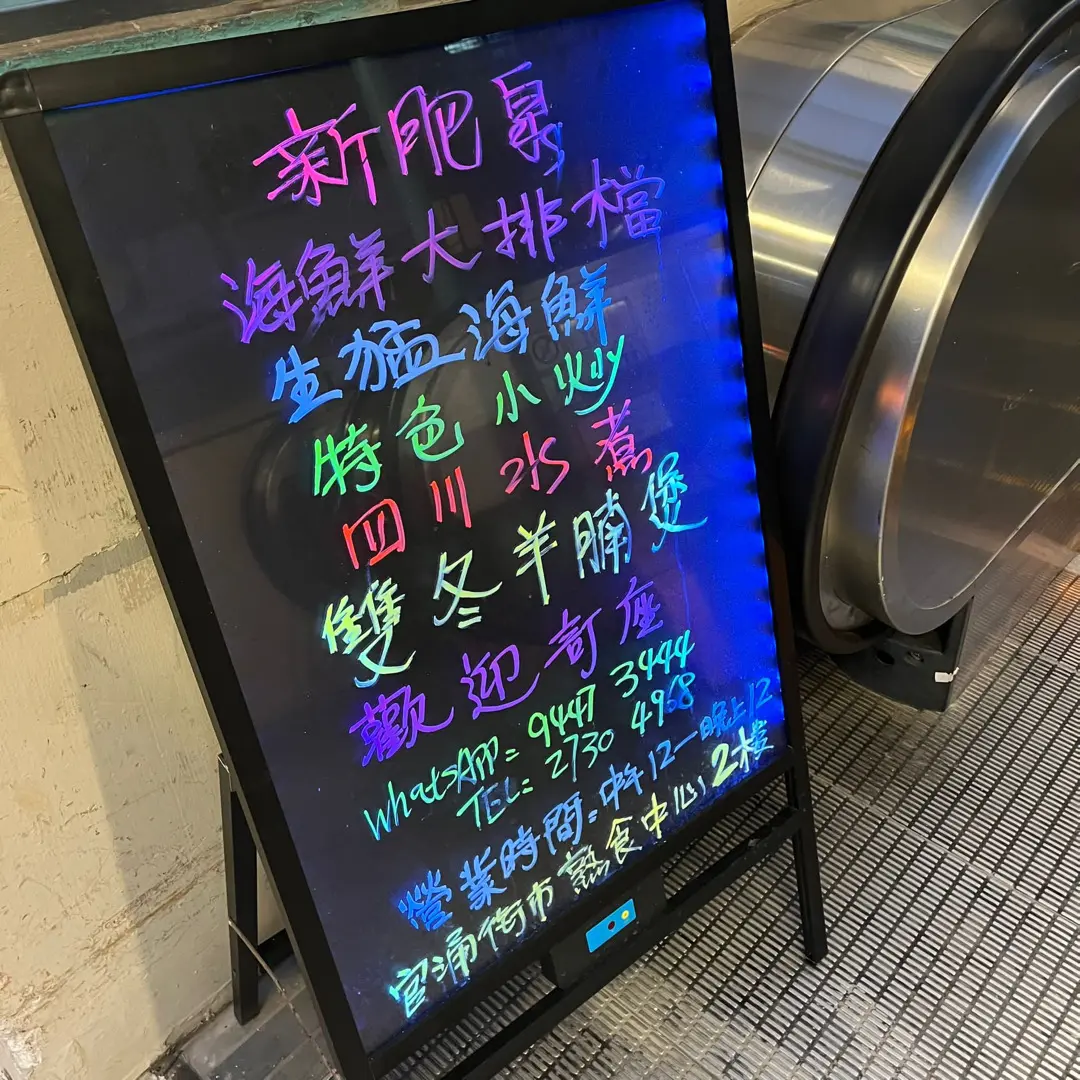 新肥泉
海鮮大排檔
生猛海鮮
特色小炒
四川水煮
雙冬羊腩煲
歡迎訂座
WhatsApp: 9447 3444
TEL: 2730 4968
營業時間:中午12一晚上12
官涌街市熟食中心2樓